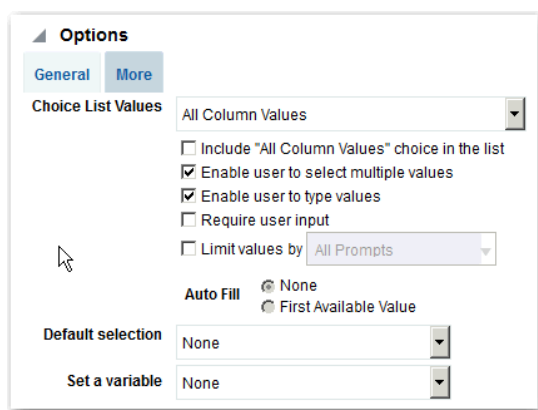 Options
General More
Choice List Values All Column Values
Include "All Column Values" choice in the list
Enable user to select multiple values
Enable user to type values
Require user input
Limit values by All Prompts
Auto Fill None
First Available Value
Default selection None
Set a variable None